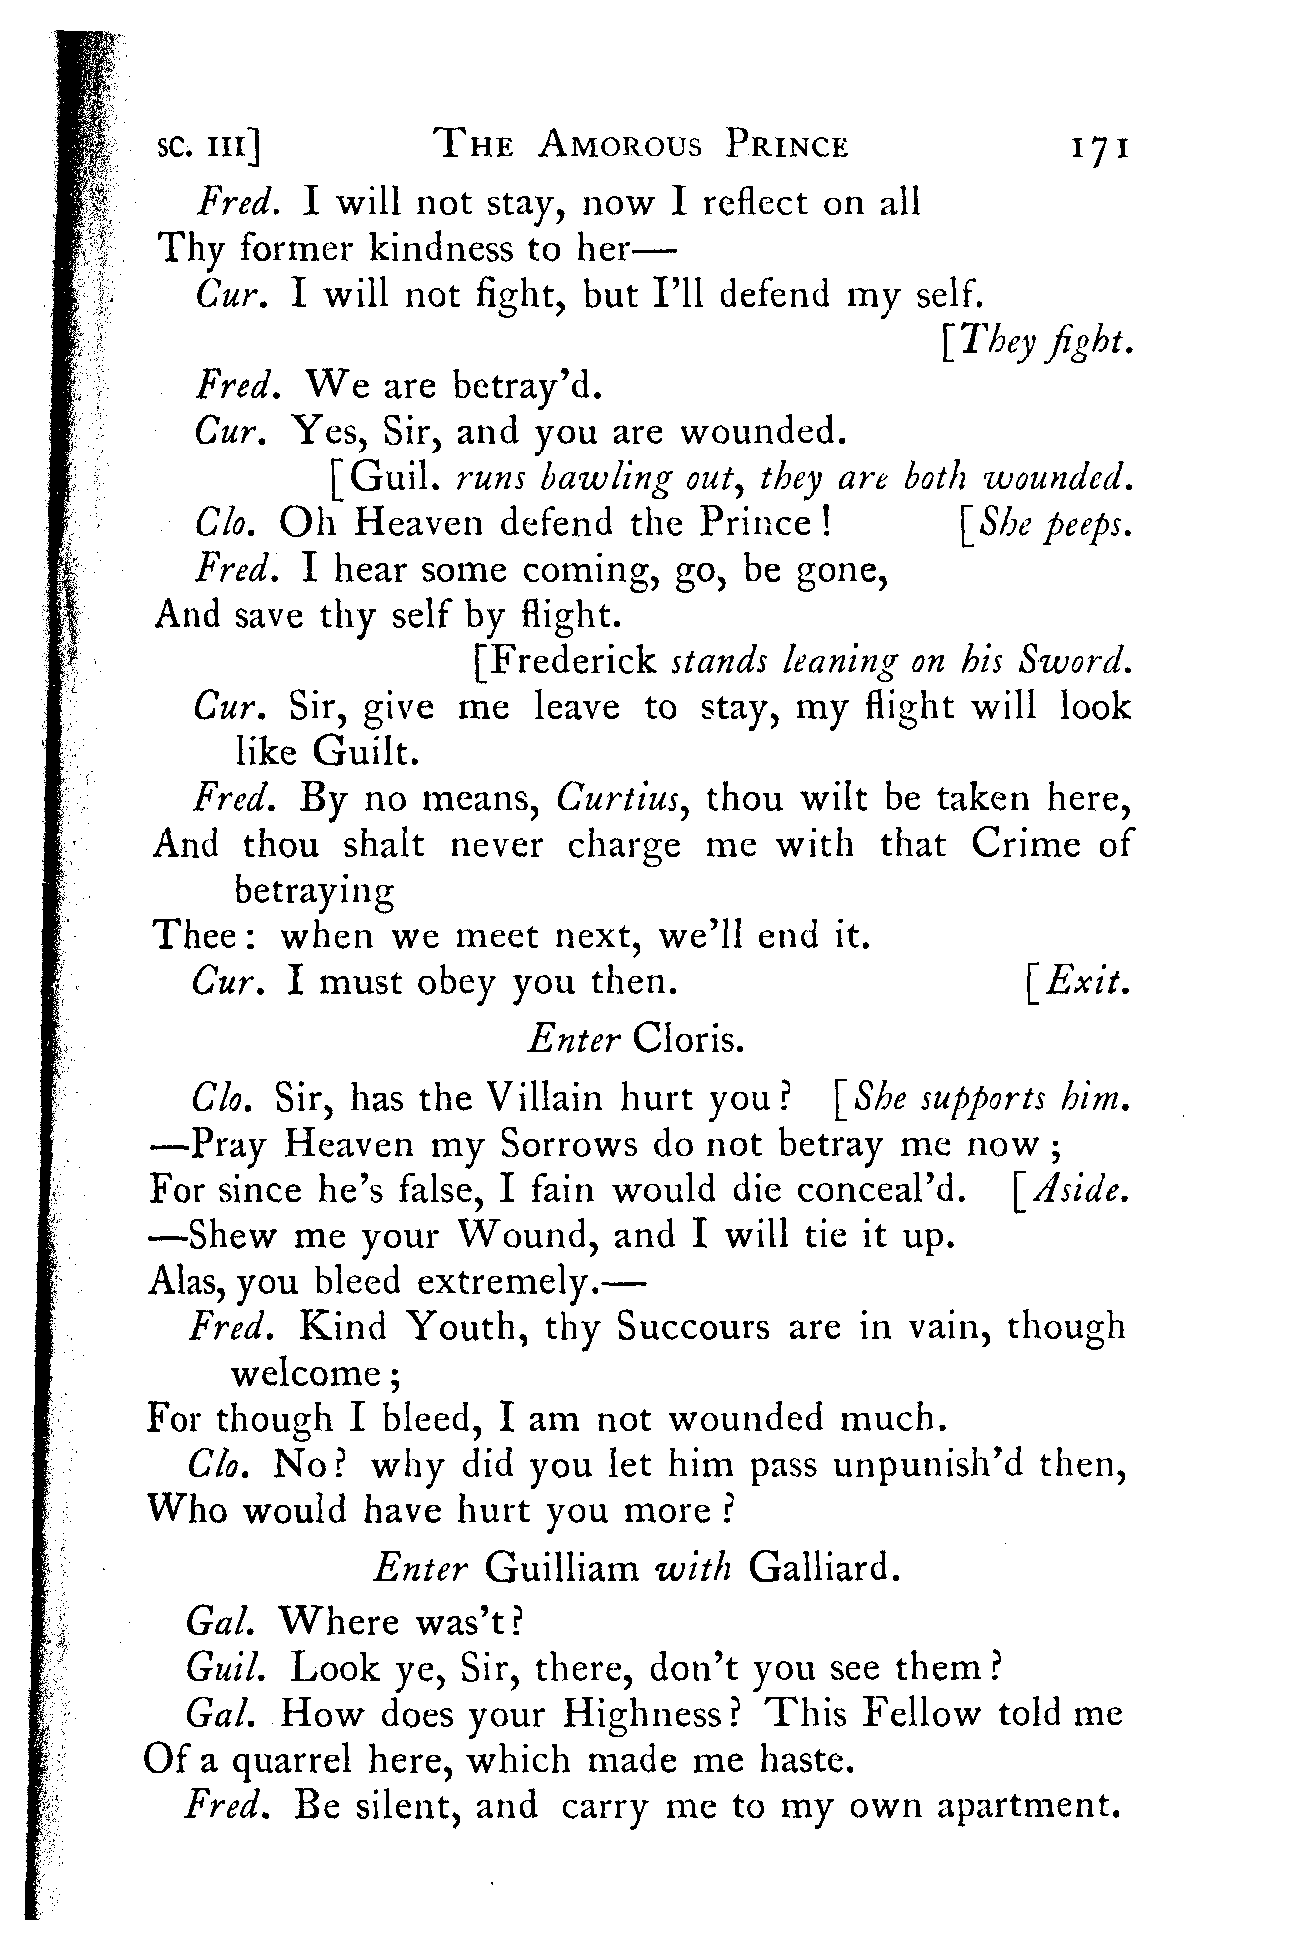 SC. III] THE AMOROUS PRINCE 171
Fred. I will not stay, now I reflect on all
Thy former kindness to her—
Cur. I will not fight, but I'll defend my self.
[They fight.
Fred. We are betray'd.
Cur. Yes, Sir, and you are wounded.
[Guil. runs bawling out, they are both wounded.
Clo. Oh Heaven defend the Prince! [She peeps.
Fred. I hear some coming, go, be gone,
And save thy self by flight.
[Frederick stands leaning on his Sword.
Cur. Sir, give me leave to stay, my flight will look
like Guilt.
Fred. By no means, Curtius, thou wilt be taken here,
And thou shalt never charge me with that Crime of
betraying
Thee: when we meet next, we'll end it.
Cur. I must obey you then. [Exit.
Enter Cloris.
Clo. Sir, has the Villain hurt you? [She supports him.
—Pray Heaven my Sorrows do not betray me now;
For since he's false, I fain would die conceal'd. [Aside.
—Shew me your Wound, and I will tie it up.
Alas, you bleed extremely.—
Fred. Kind Youth, thy Succours are in vain, though
welcome;
For though I bleed, I am not wounded much.
Clo. No? why did you let him pass unpunish'd then,
Who would have hurt you more?
Enter Guilliam with Galliard.
Gal. Where was't?
Guil. Look ye, Sir, there, don't you see them?
Gal. How does your Highness? This Fellow told me
Of a quarrel here, which made me haste.
Fred. Be silent, and carry me to my own apartment.